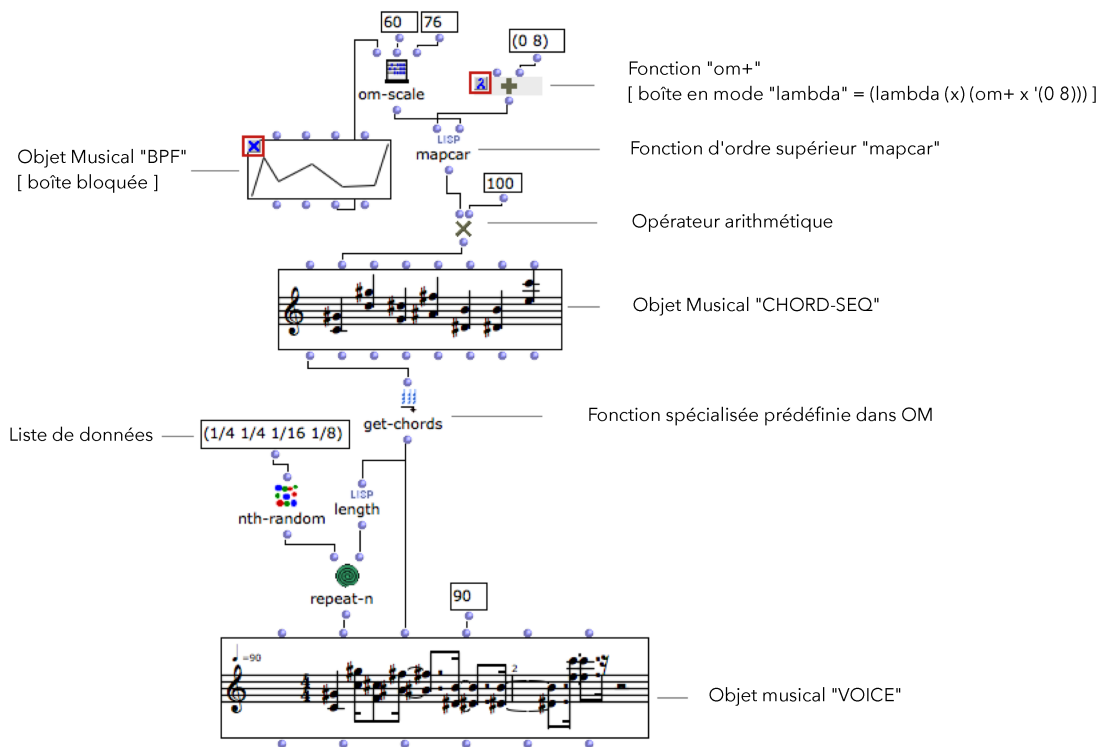 60
76
(0 8)
om-scale
Fonction "om+"
[ boîte en mode "lambda" = (lambda (x) (om+ x '(0 8))) ]
LISP
mapcar
Fonction d'ordre supérieur "mapcar"
Objet Musical "BPF"
[ boîte bloquée ]
100
Opérateur arithmétique
Objet Musical "CHORD-SEQ"
get-chords
Fonction spécialisée prédéfinie dans OM
Liste de données
(1/4 1/4 1/16 1/8)
nth-random
LISP
length
repeat-n
90
=90
4
4
2
Objet musical "VOICE"